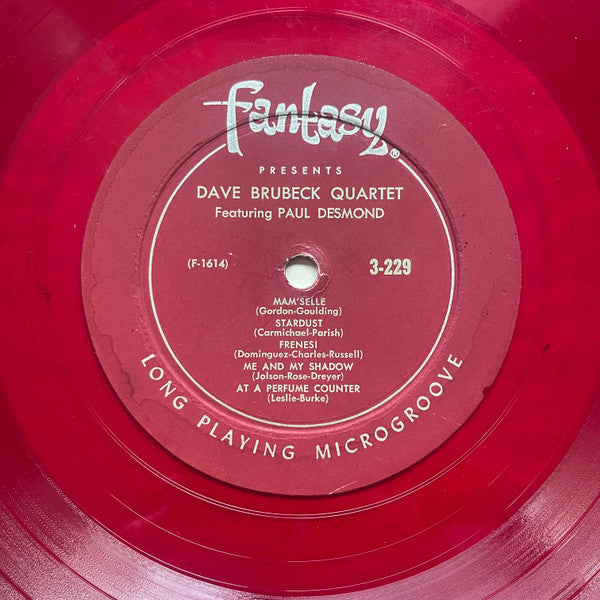 Fantasy®
PRESENTS
DAVE BRUBECK QUARTET
Featuring PAUL DESMOND
(F-1614) 3-229
MAM'SELLE
(Gordon-Goulding)
STARDUST
(Carmichael-Parish)
FRENESI
(Dominguez-Charles-Russell)
ME AND MY SHADOW
(Jolson-Rose-Dreyer)
AT A PERFUME COUNTER
(Leslie-Burke)
LONG PLAYING MICROGROOVE